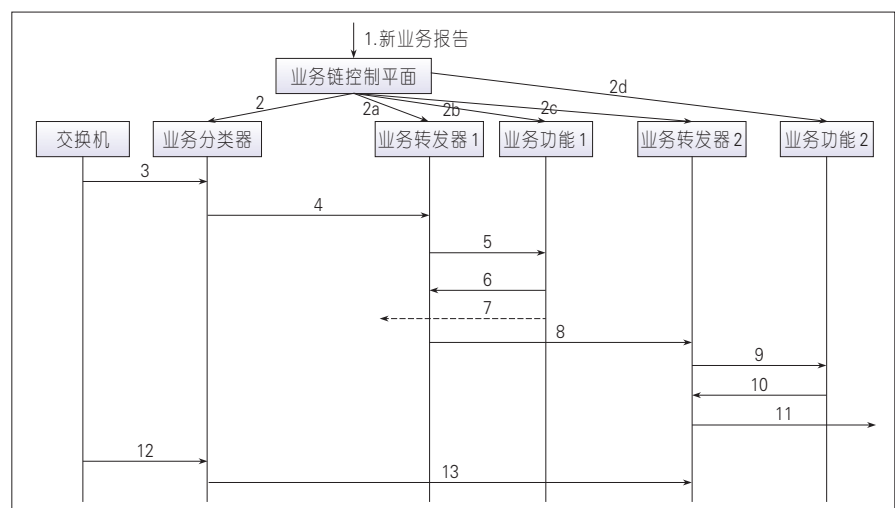 1.新业务报告
业务链控制平面
2
2a
2b
2c
2d
交换机
业务分类器
业务转发器1
业务功能1
业务转发器2
业务功能2
3
4
5
6
7
8
9
10
11
12
13